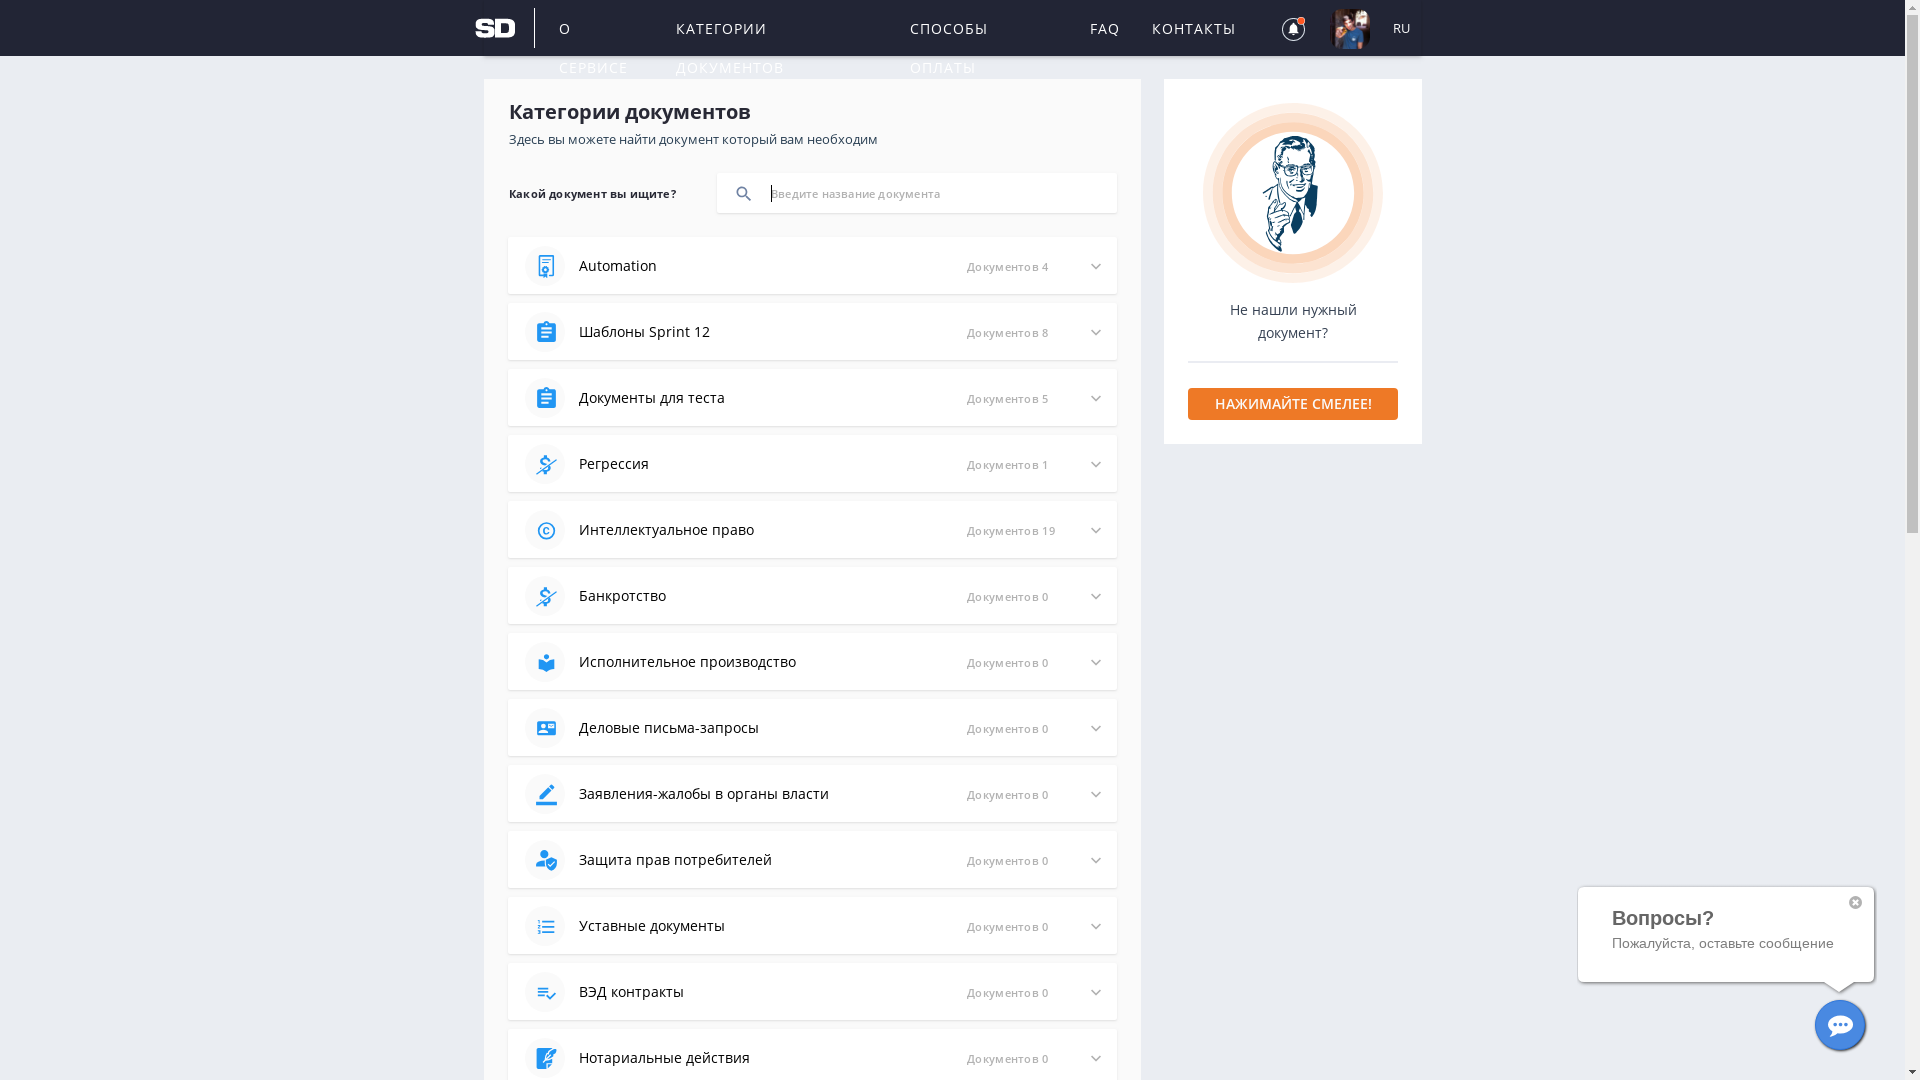 SD
О СЕРВИСЕ
КАТЕГОРИИ ДОКУМЕНТОВ
СПОСОБЫ ОПЛАТЫ
FAQ
КОНТАКТЫ
RU
Категории документов
Здесь вы можете найти документ который вам необходим
Какой документ вы ищите?
Введите название документа
Automation Документов 4
Шаблоны Sprint 12 Документов 8
Документы для теста Документов 5
Регрессия Документов 1
Интеллектуальное право Документов 19
Банкротство Документов 0
Исполнительное производство Документов 0
Деловые письма-запросы Документов 0
Заявления-жалобы в органы власти Документов 0
Защита прав потребителей Документов 0
Уставные документы Документов 0
ВЭД контракты Документов 0
Нотариальные действия Документов 0
Не нашли нужный
документ?
НАЖИМАЙТЕ СМЕЛЕЕ!
Вопросы?
Пожалуйста, оставьте сообщение